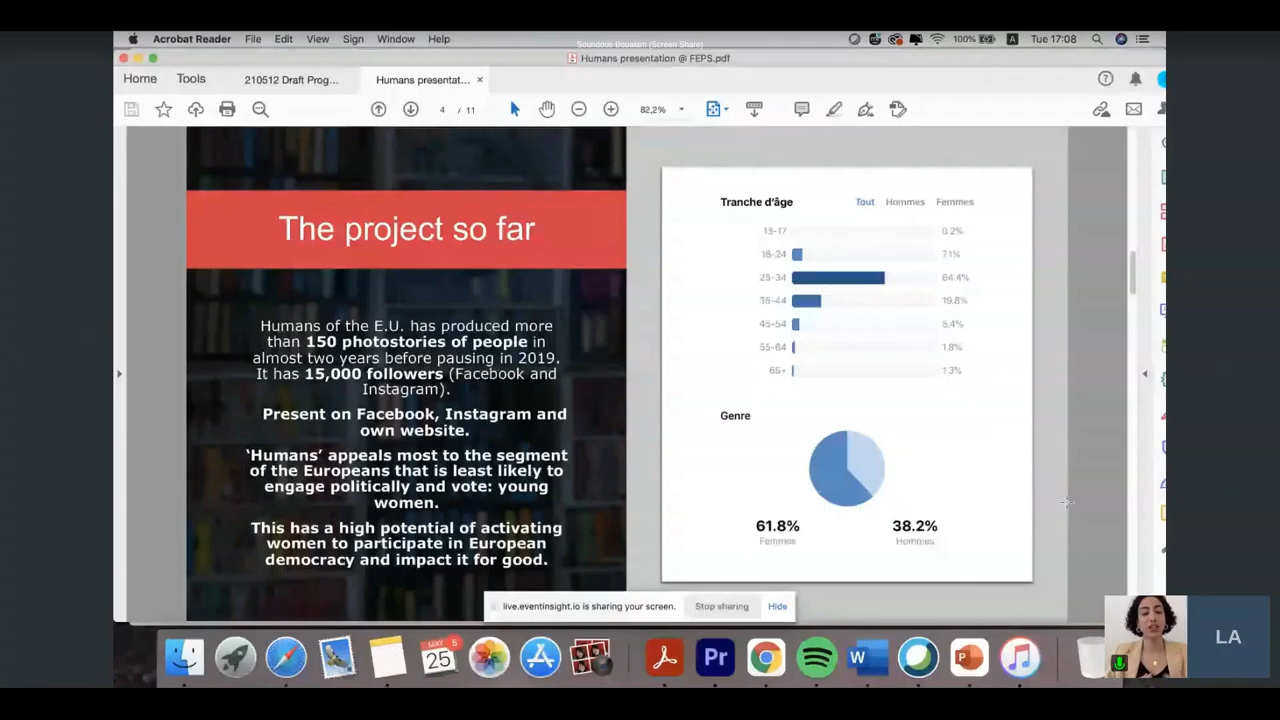 Acrobat Reader File Edit View Sign Window Help
100% A Tue 17:08
Soundous Boualam (Screen Share)
Humans presentation @ FEPS.pdf
Home Tools 210512 Draft Prog... Humans presentat... ×
4 / 11 82,2%
The project so far
Humans of the E.U. has produced more
than 150 photostories of people in
almost two years before pausing in 2019.
It has 15,000 followers (Facebook and
Instagram).
Present on Facebook, Instagram and
own website.
‘Humans’ appeals most to the segment
of the Europeans that is least likely to
engage politically and vote: young
women.
This has a high potential of activating
women to participate in European
democracy and impact it for good.
Tranche d'âge Tout Hommes Femmes
13-17 0.2%
18-24 7.1%
25-34 64.4%
35-44 19.8%
45-54 5.4%
55-64 1.8%
65+ 1.3%
Genre
61.8% 38.2%
Femmes Hommes
live.eventinsight.io is sharing your screen. Stop sharing Hide
MAY 5
25
Pr
W
P
LA